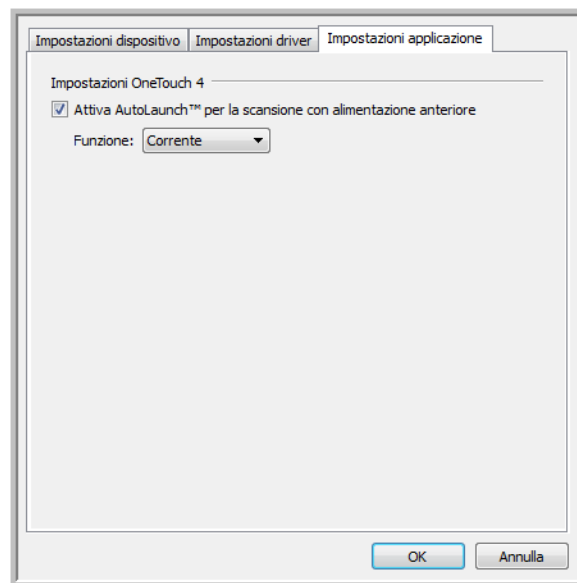 Impostazioni dispositivo Impostazioni driver Impostazioni applicazione
Impostazioni OneTouch 4
Attiva AutoLaunch™ per la scansione con alimentazione anteriore
Funzione: Corrente
OK Annulla